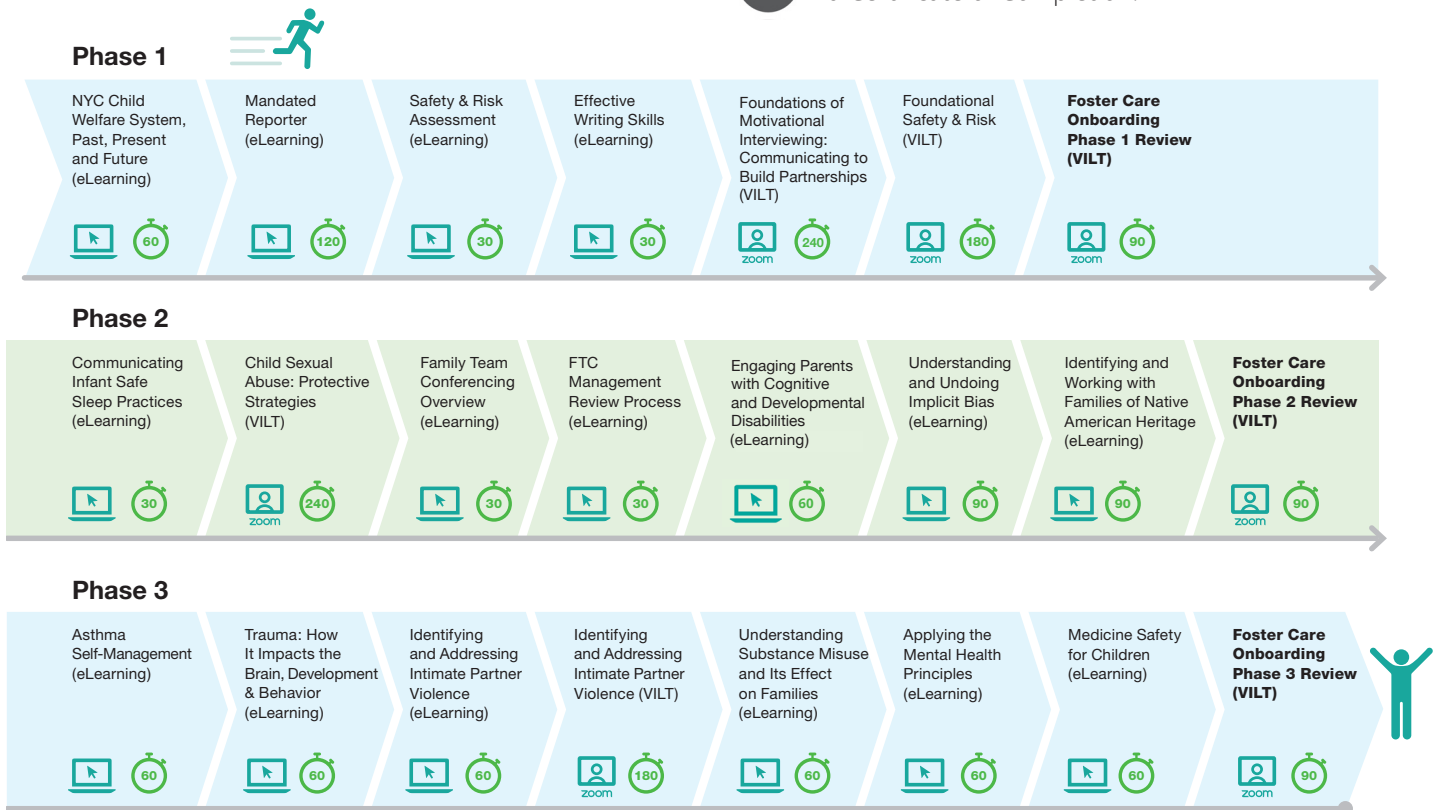 Phase 1
NYC Child
Welfare System,
Past, Present
and Future
(eLearning)
60
Mandated
Reporter
(eLearning)
120
Safety & Risk
Assessment
(eLearning)
30
Effective
Writing Skills
(eLearning)
30
Foundations of
Motivational
Interviewing:
Communicating to
Build Partnerships
(VILT)
zoom
240
Foundational
Safety & Risk
(VILT)
zoom
180
Foster Care
Onboarding
Phase 1 Review
(VILT)
zoom
90
Phase 2
Communicating
Infant Safe
Sleep Practices
(eLearning)
30
Child Sexual
Abuse: Protective
Strategies
(VILT)
zoom
240
Family Team
Conferencing
Overview
(eLearning)
30
FTC
Management
Review Process
(eLearning)
30
Engaging Parents
with Cognitive
and Developmental
Disabilities
(eLearning)
60
Understanding
and Undoing
Implicit Bias
(eLearning)
90
Identifying and
Working with
Families of Native
American Heritage
(eLearning)
90
Foster Care
Onboarding
Phase 2 Review
(VILT)
zoom
90
Phase 3
Asthma
Self-Management
(eLearning)
60
Trauma: How
It Impacts the
Brain, Development
& Behavior
(eLearning)
60
Identifying
and Addressing
Intimate Partner
Violence
(eLearning)
60
Identifying
and Addressing
Intimate Partner
Violence (VILT)
zoom
180
Understanding
Substance Misuse
and Its Effect
on Families
(eLearning)
60
Applying the
Mental Health
Principles
(eLearning)
60
Medicine Safety
for Children
(eLearning)
60
Foster Care
Onboarding
Phase 3 Review
(VILT)
zoom
90